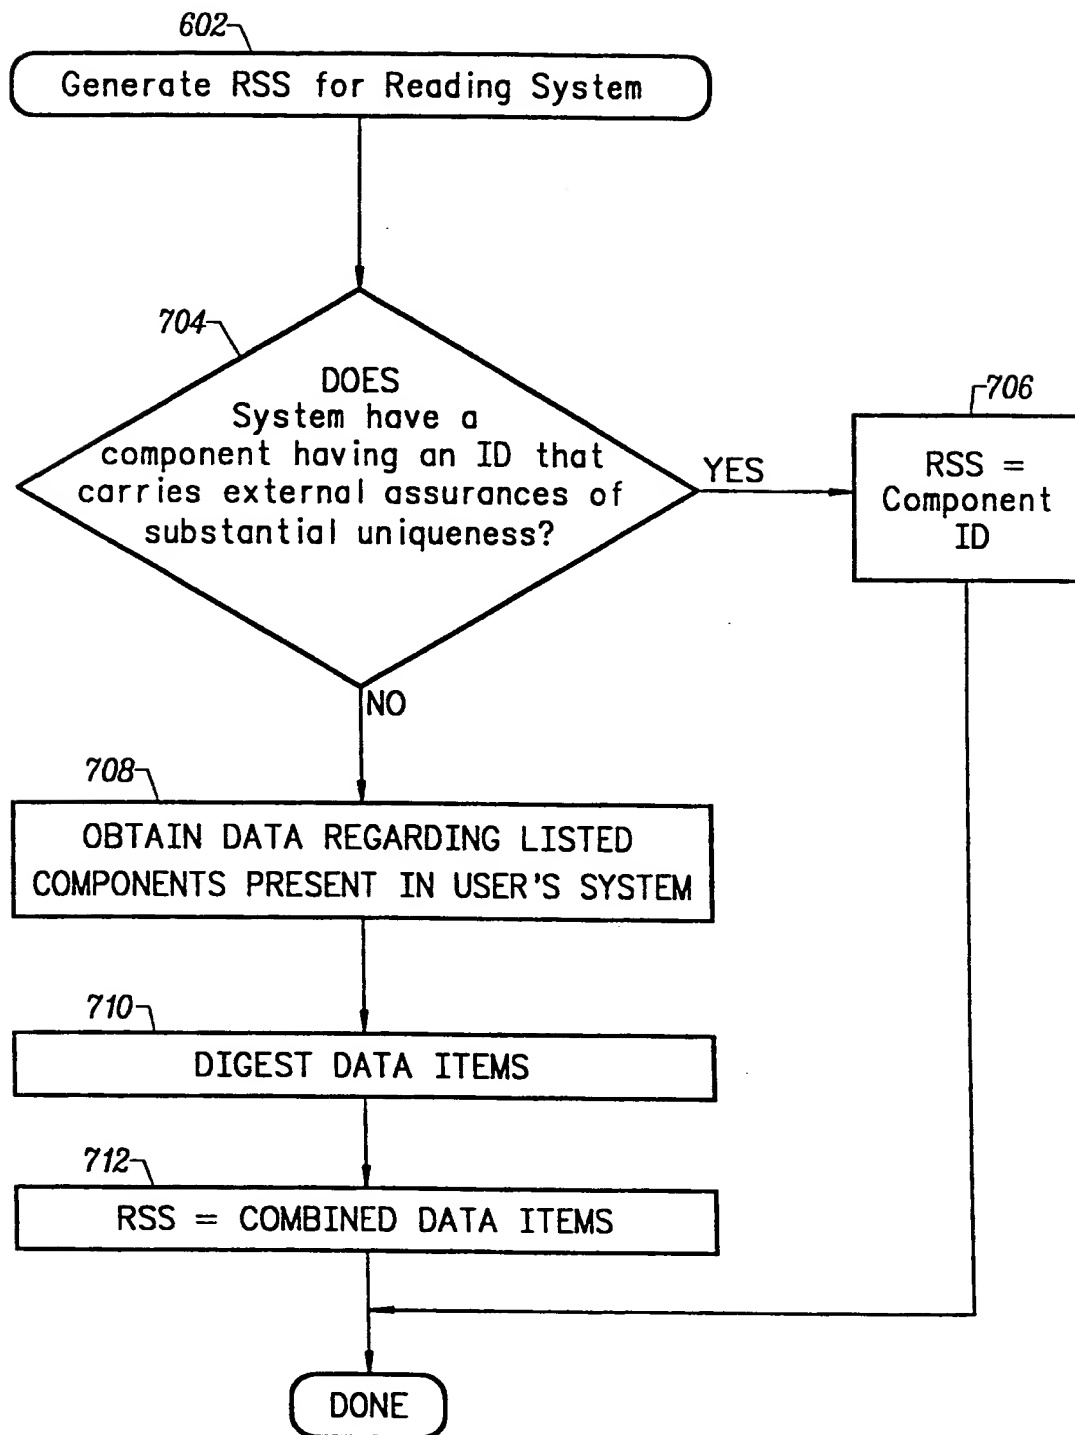 602
Generate RSS for Reading System
704
DOES
System have a
component having an ID that
carries external assurances of
substantial uniqueness?
YES
706
RSS =
Component
ID
NO
708
OBTAIN DATA REGARDING LISTED
COMPONENTS PRESENT IN USER'S SYSTEM
710
DIGEST DATA ITEMS
712
RSS = COMBINED DATA ITEMS
DONE